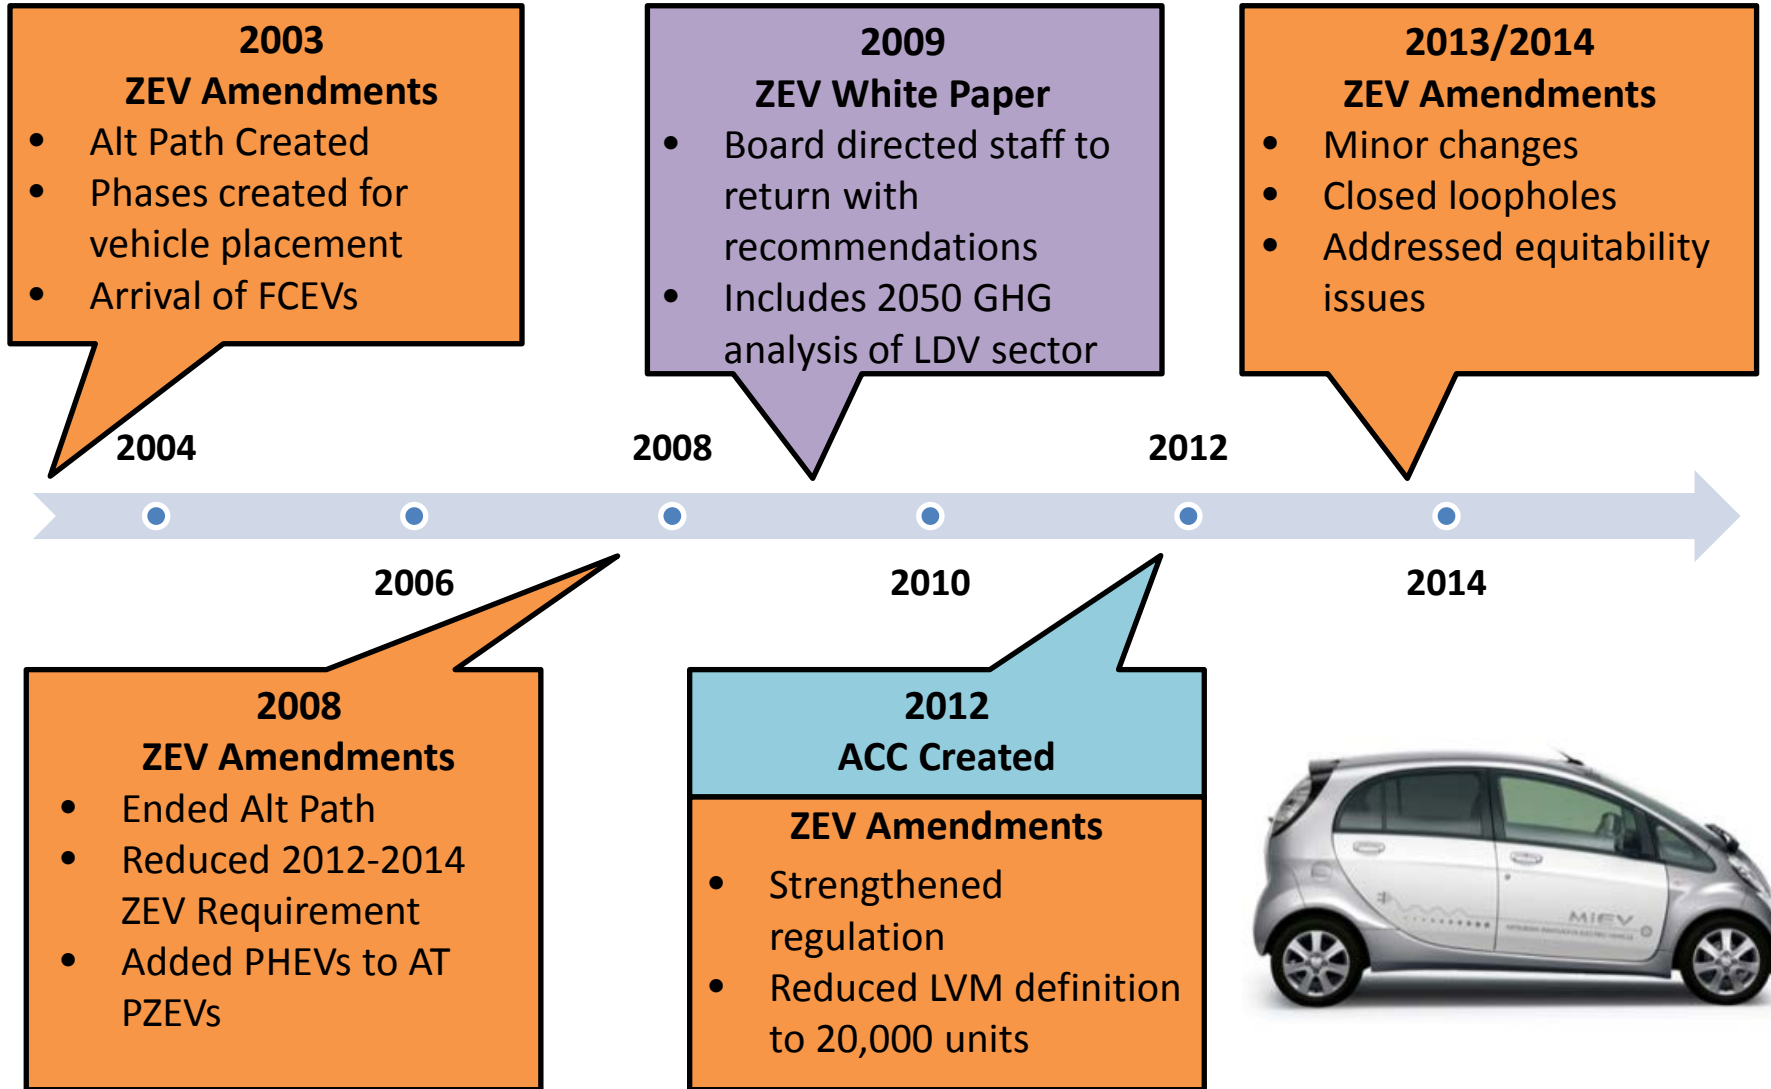 2003
ZEV Amendments
• Alt Path Created
• Phases created for
vehicle placement
• Arrival of FCEVs
2009
ZEV White Paper
• Board directed staff to
return with
recommendations
• Includes 2050 GHG
analysis of LDV sector
2013/2014
ZEV Amendments
• Minor changes
• Closed loopholes
• Addressed equitability
issues
2004
2008
2012
2006
2010
2014
2008
ZEV Amendments
• Ended Alt Path
• Reduced 2012-2014
ZEV Requirement
• Added PHEVs to AT
PZEVs
2012
ACC Created
ZEV Amendments
• Strengthened
regulation
• Reduced LVM definition
to 20,000 units
MiEV